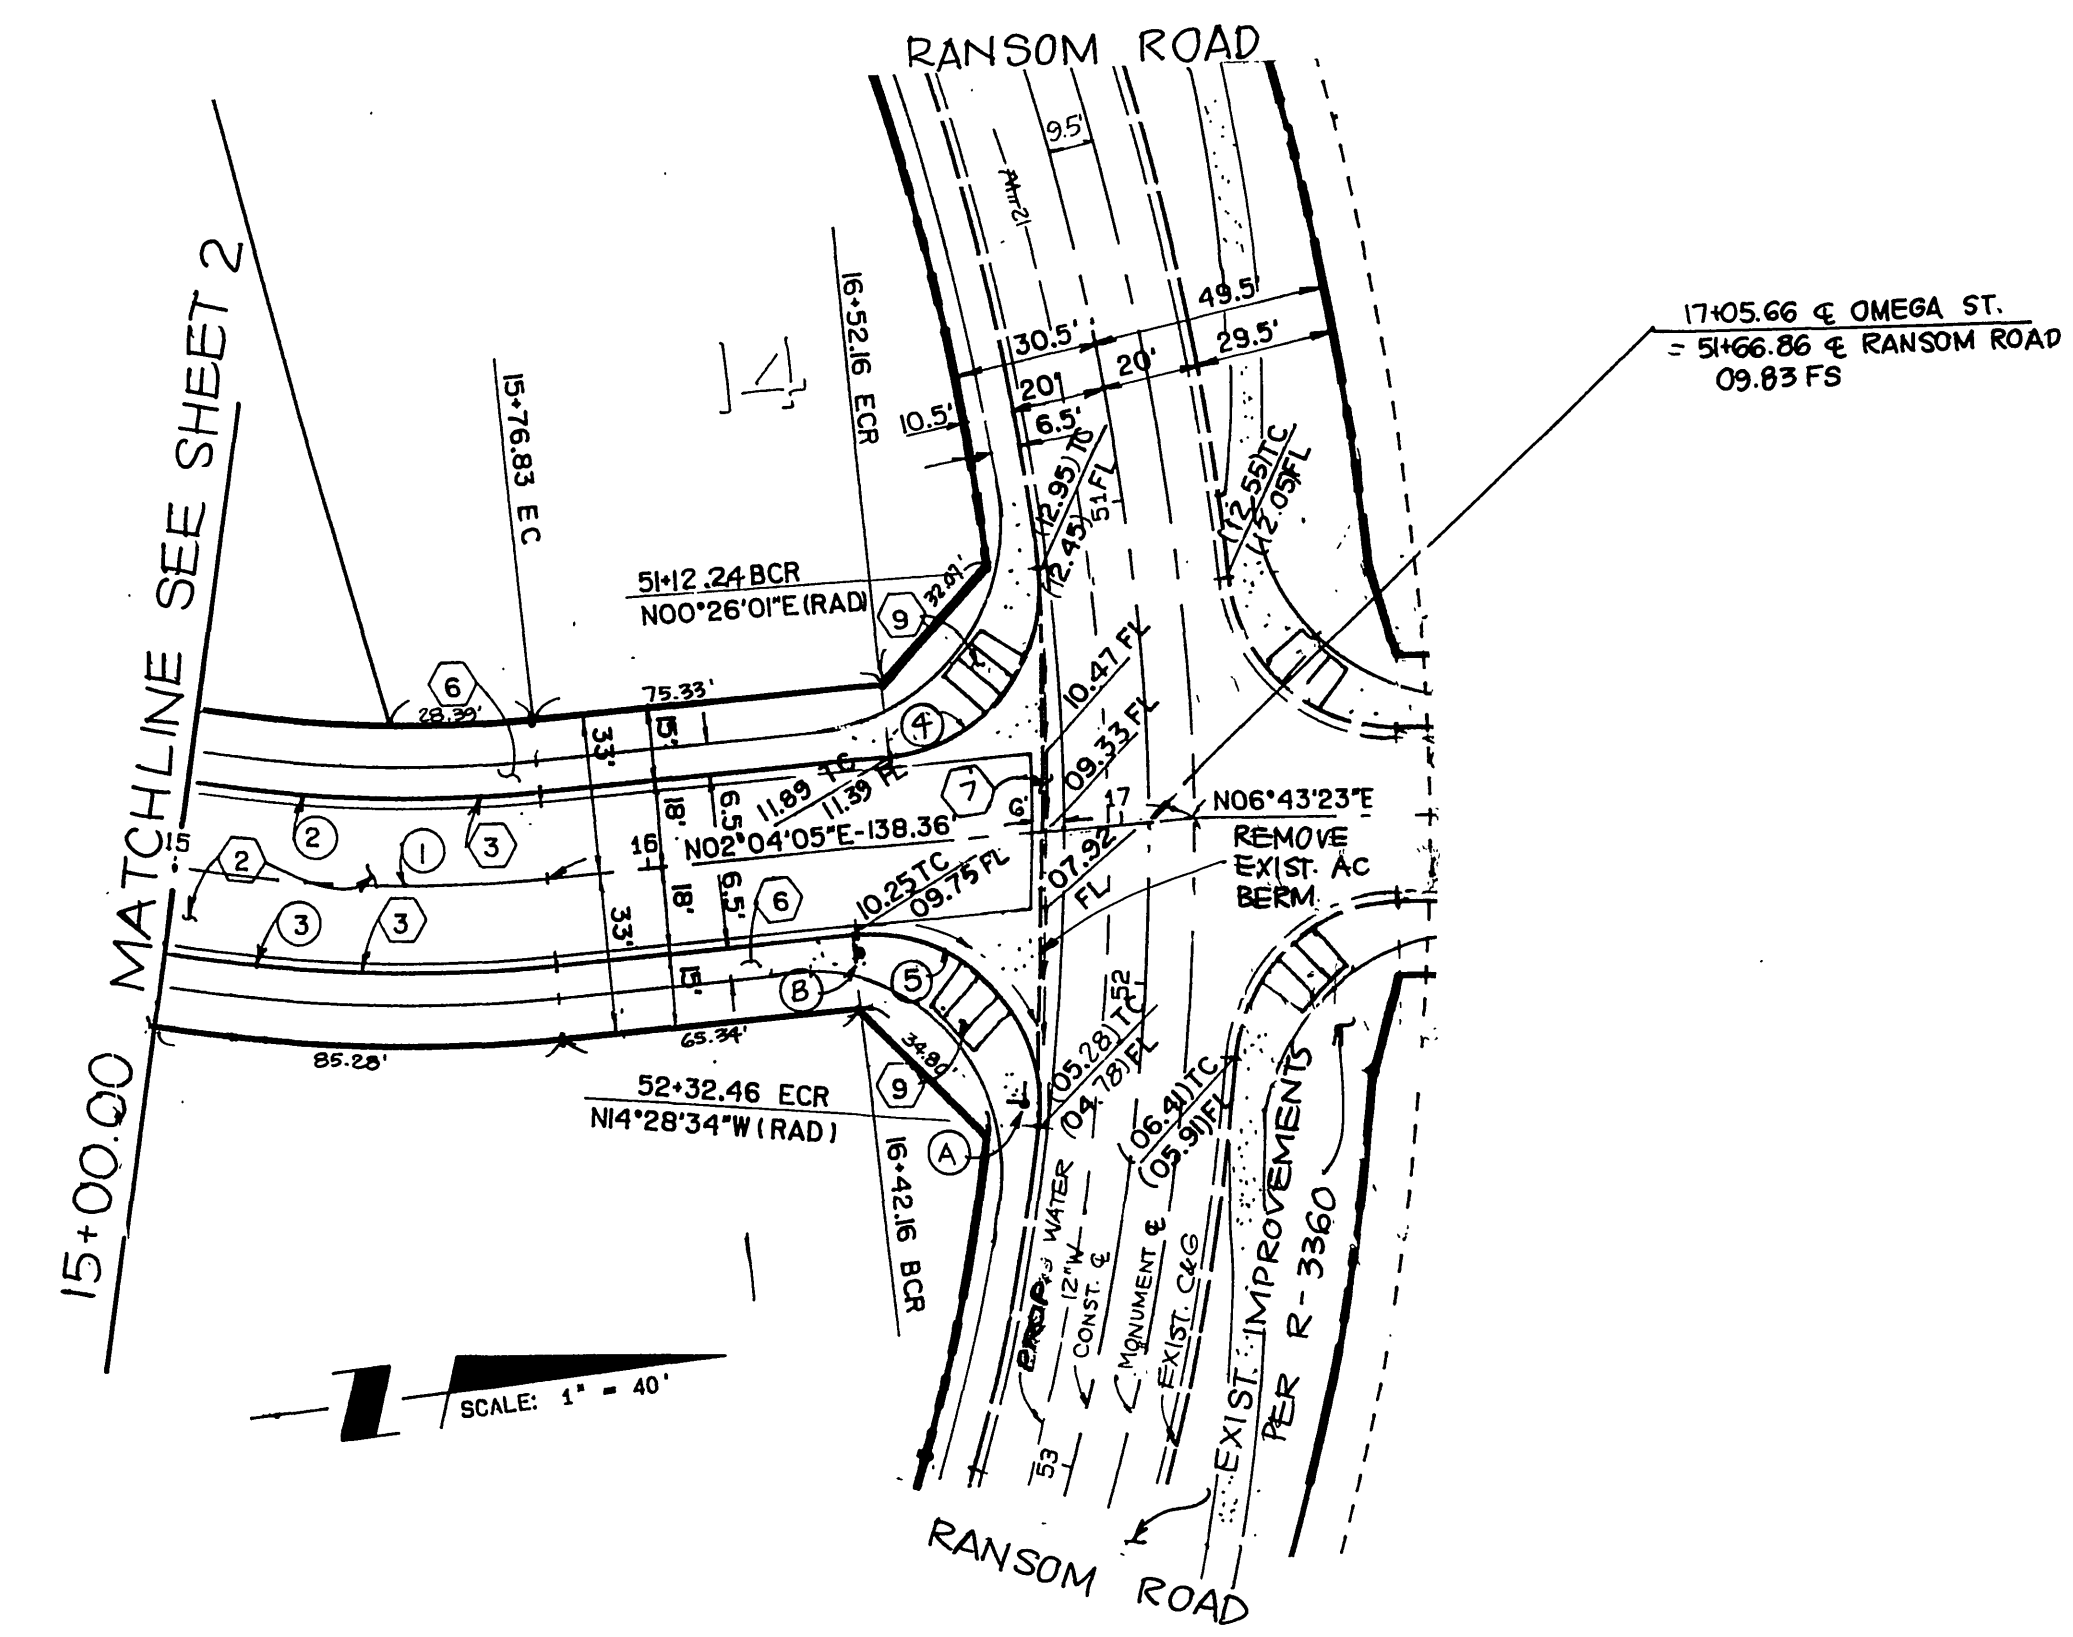 RANSOM ROAD
9.5'
MATCHLINE SEE SHEET 2
15+00.00
15+76.83 EC
16+52.16 ECR
49.5'
30.5'
29.5'
20'
20'
10.5'
6.5'
17+05.66 ℄ OMEGA ST.
= 51+66.86 ℄ RANSOM ROAD
09.83 FS
(12.95)TC
(12.45)
51 FL
(12.55)TC
(12.05)FL
51+12.24 BCR
N00°26'01"E (RAD)
9
32.07'
6
28.39'
75.33'
4
33'
15'
10.47 FL
09.33 FL
11.89 TC
11.39 FL
7
6'
17
N06°43'23"E
18'
6.5'
N02°04'05"E-138.36'
15
2
2
1
3
16
REMOVE
EXIST. AC
BERM
07.92
FL
18'
6.5'
6
10.25 TC
09.75 FL
3
3
33'
15'
B
5
52
85.28'
65.34'
34.80'
9
52+32.46 ECR
N14°28'34"W (RAD)
A
16+42.16 BCR
(05.28)TC
(04.78)FL
(06.41)TC
(05.91)FL
WATER
12"W
CONST. ℄
MONUMENT ℄
EXIST. C&G
EXIST. IMPROVEMENTS
PER R-3360
SCALE: 1" = 40'
53
RANSOM ROAD